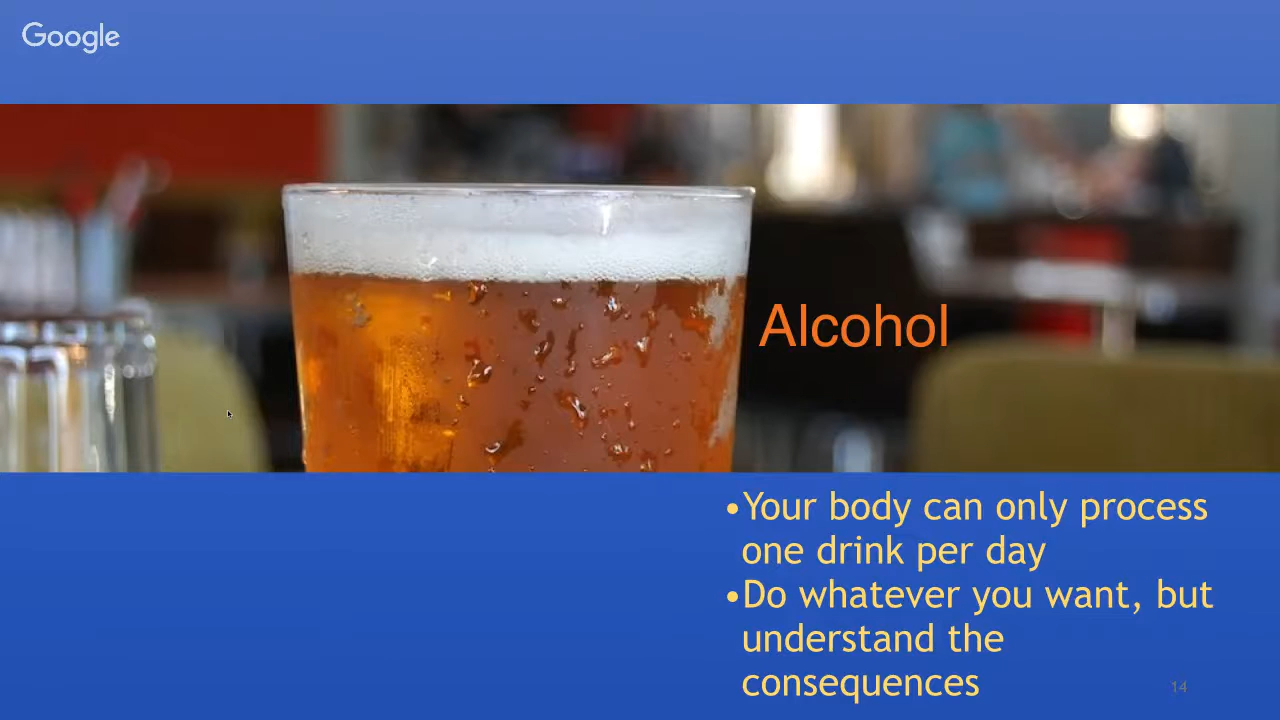 Google
Alcohol
•Your body can only process
one drink per day
•Do whatever you want, but
understand the
consequences
14